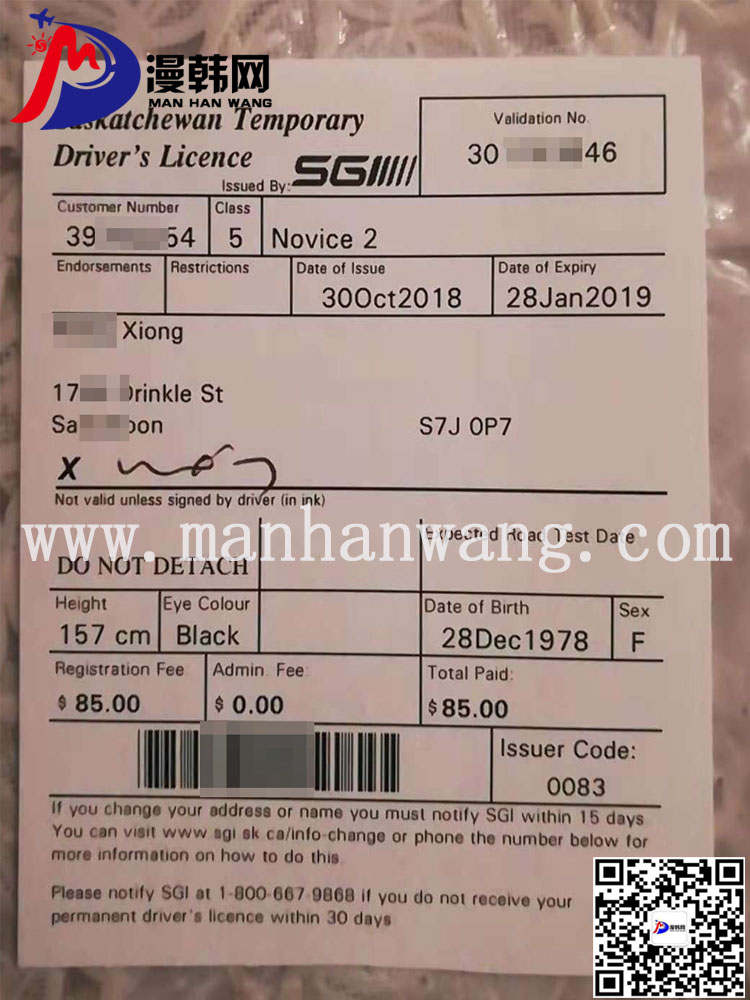 漫韩网
MAN HAN WANG
Saskatchewan Temporary
Driver's Licence
Issued By: SGI
Validation No.
30 46
Customer Number
39 54
Class
5
Novice 2
Endorsements
Restrictions
Date of Issue
30Oct2018
Date of Expiry
28Jan2019
Xiong
17 Drinkle St
Sa oon
S7J 0P7
X
Not valid unless signed by driver (in ink)
www.manhanwang.com
Expected Road Test Date
DO NOT DETACH
Height
157 cm
Eye Colour
Black
Date of Birth
28Dec1978
Sex
F
Registration Fee
$ 85.00
Admin. Fee
$ 0.00
Total Paid:
$85.00
Issuer Code:
0083
If you change your address or name you must notify SGI within 15 days
You can visit www sgi sk ca/info-change or phone the number below for
more information on how to do this
Please notify SGI at 1-800-667-9868 if you do not receive your
permanent driver's licence within 30 days
漫韩网